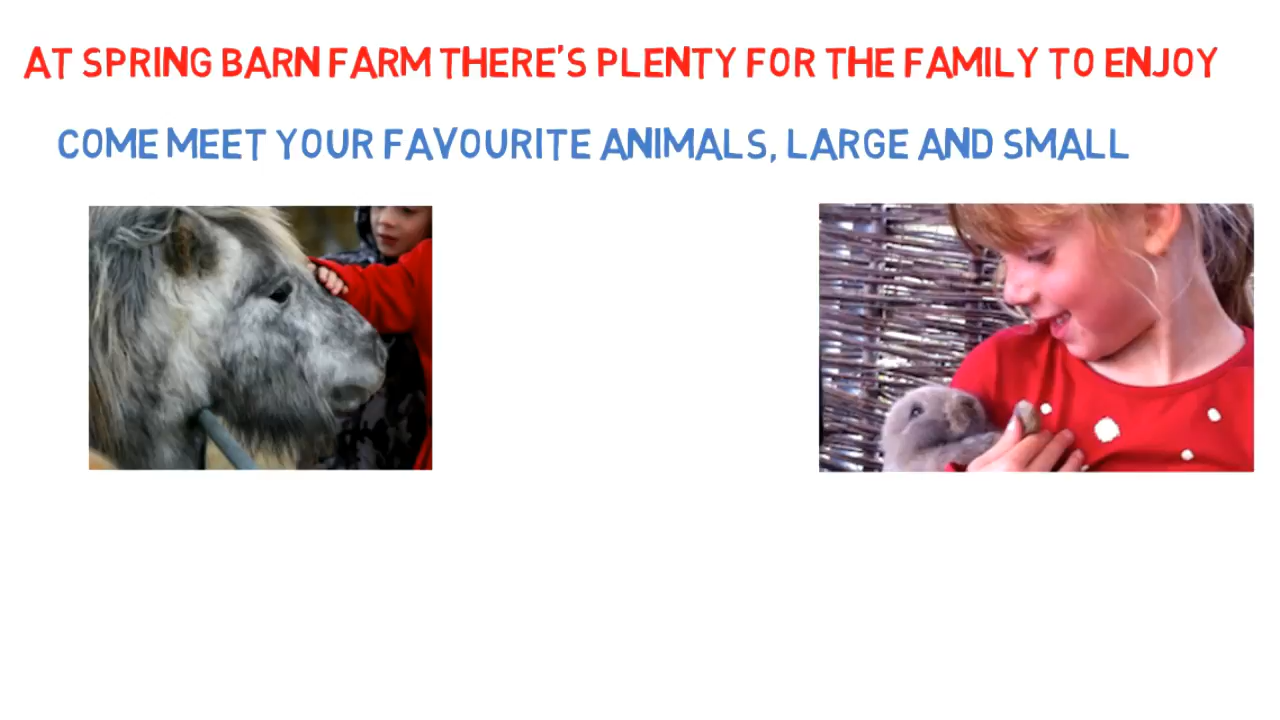 AT SPRING BARN FARM THERE'S PLENTY FOR THE FAMILY TO ENJOY
COME MEET YOUR FAVOURITE ANIMALS, LARGE AND SMALL